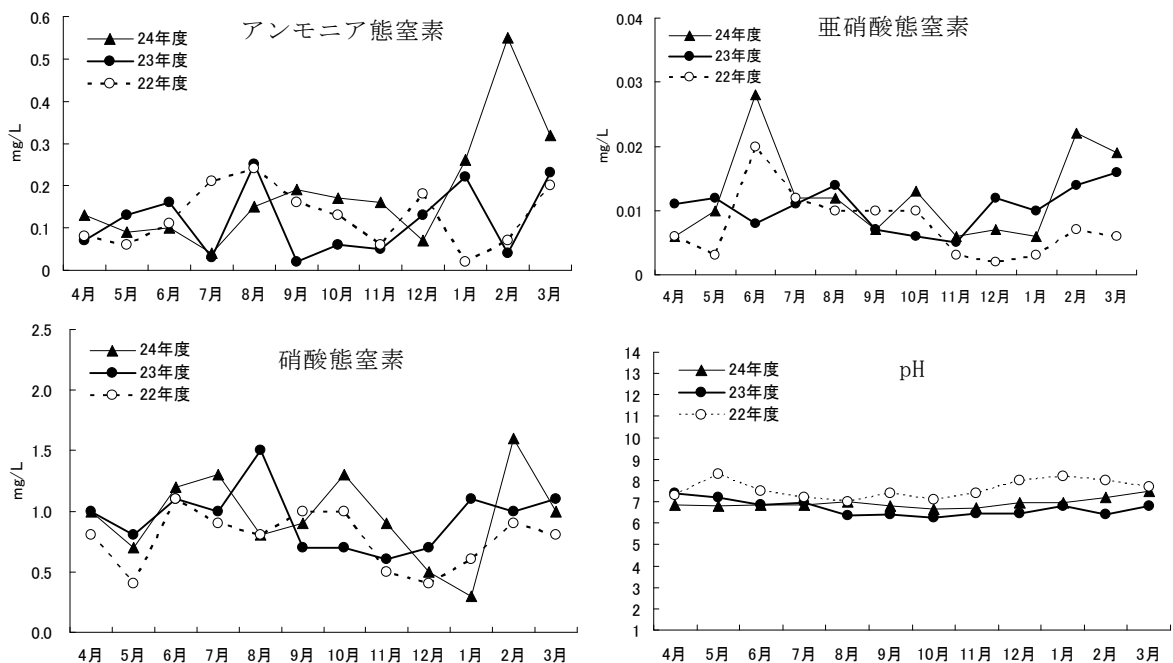 アンモニア態窒素
24年度
23年度
22年度
mg/L
0.6
0.5
0.4
0.3
0.2
0.1
0
4月 5月 6月 7月 8月 9月 10月 11月 12月 1月 2月 3月
亜硝酸態窒素
24年度
23年度
22年度
mg/L
0.04
0.03
0.02
0.01
0
4月 5月 6月 7月 8月 9月 10月 11月 12月 1月 2月 3月
硝酸態窒素
24年度
23年度
22年度
mg/L
2.5
2.0
1.5
1.0
0.5
0.0
4月 5月 6月 7月 8月 9月 10月 11月 12月 1月 2月 3月
pH
24年度
23年度
22年度
14
13
12
11
10
9
8
7
6
5
4
3
2
1
4月 5月 6月 7月 8月 9月 10月 11月 12月 1月 2月 3月